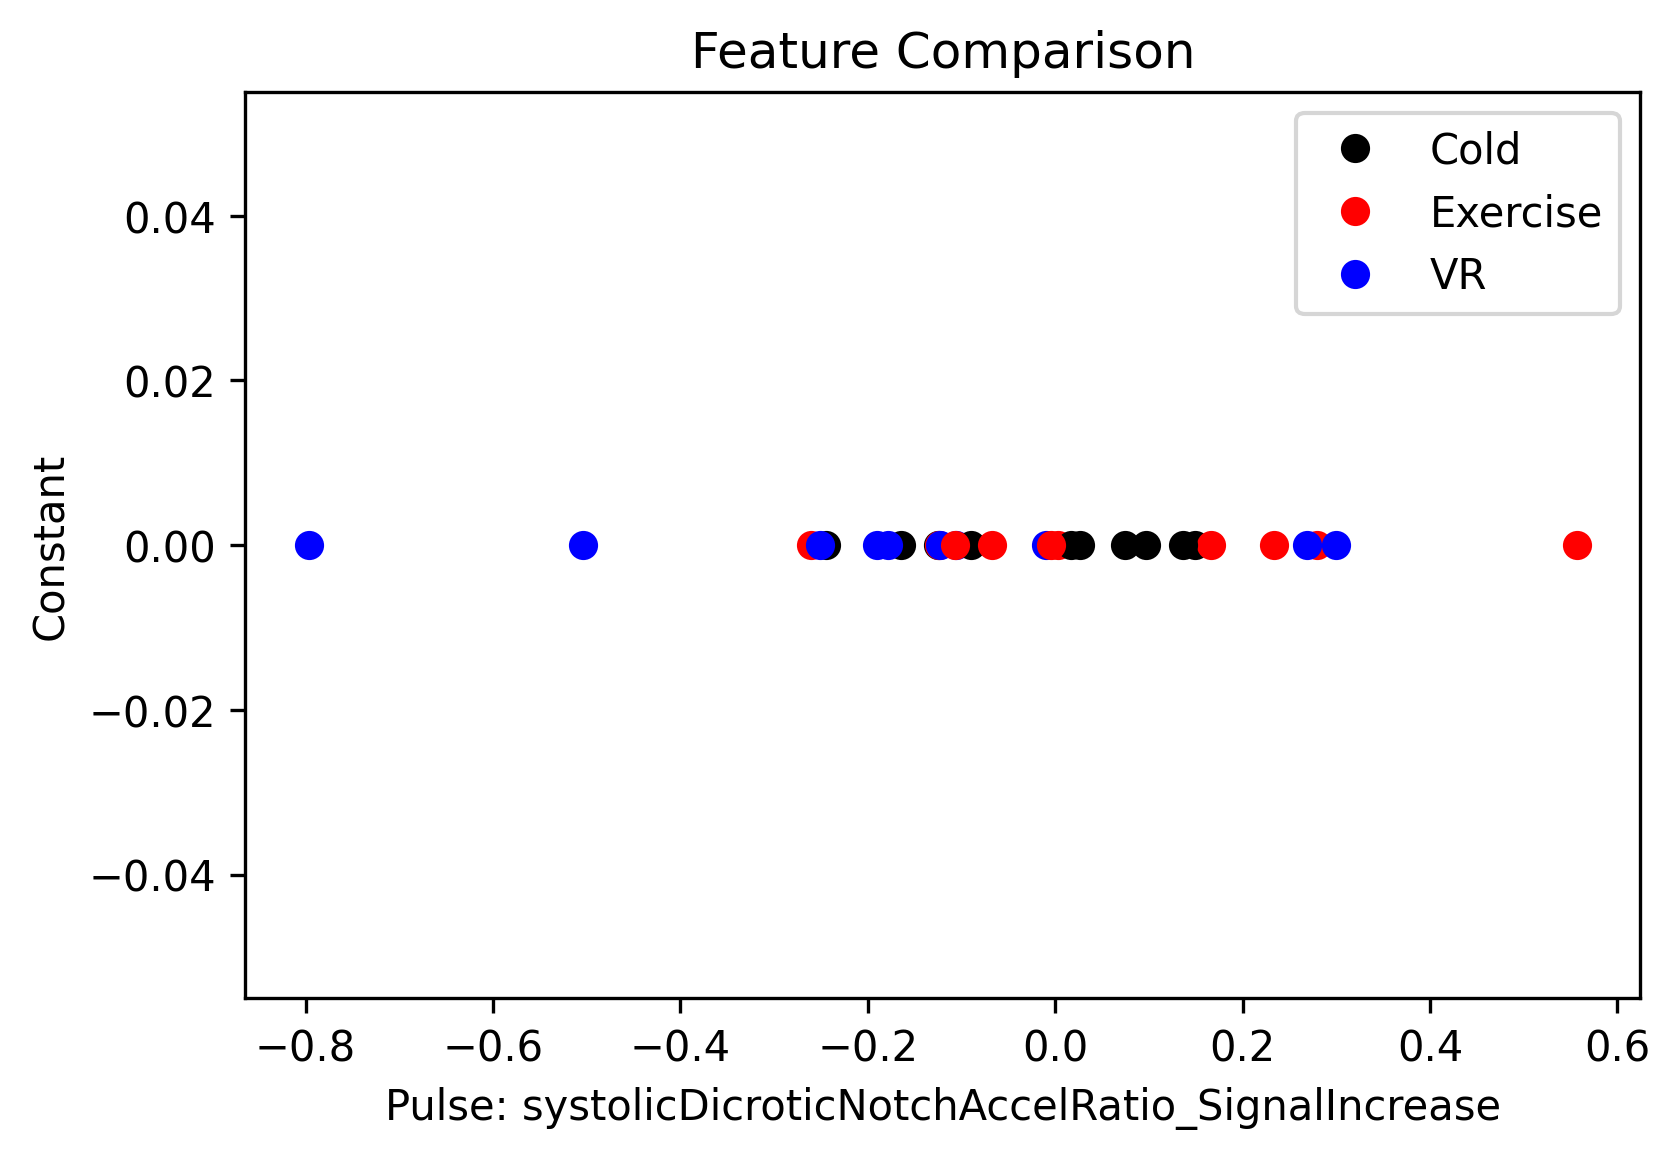 Feature Comparison
Cold
Exercise
VR
0.04
0.02
0.00
−0.02
−0.04
Constant
−0.8 −0.6 −0.4 −0.2 0.0 0.2 0.4 0.6
Pulse: systolicDicroticNotchAccelRatio_SignalIncrease